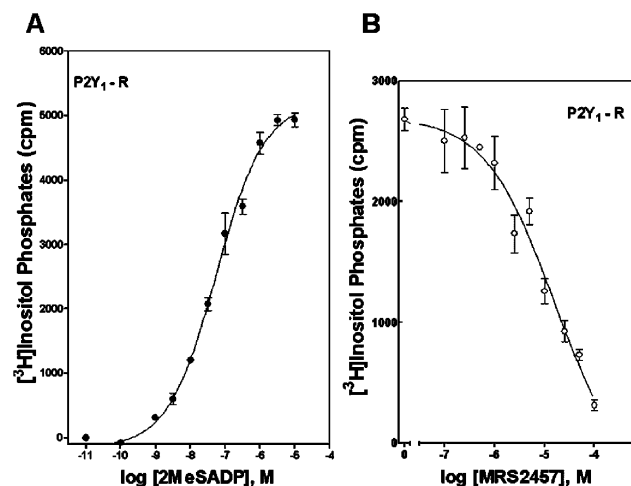 A
P2Y₁ - R
[³H]Inositol Phosphates (cpm)
6000
5000
4000
3000
2000
1000
0
-11 -10 -9 -8 -7 -6 -5 -4
log [2MeSADP], M
B
P2Y₁ - R
[³H]Inositol Phosphates (cpm)
3000
2000
1000
0
0 -7 -6 -5 -4
log [MRS2457], M